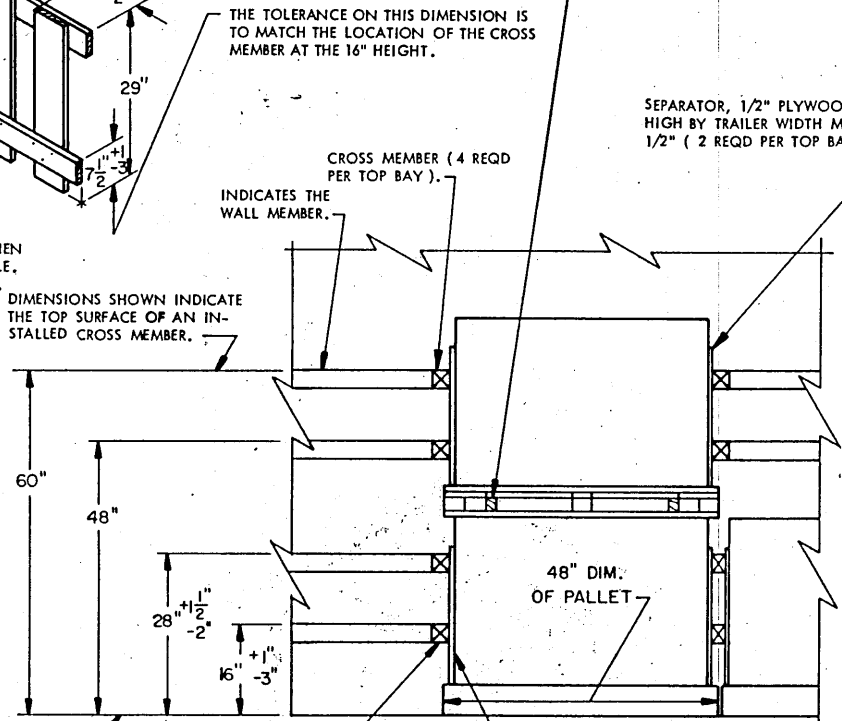 THE TOLERANCE ON THIS DIMENSION IS
TO MATCH THE LOCATION OF THE CROSS
MEMBER AT THE 16" HEIGHT.
2
29"
7 1/2" +1 -3"
SEPARATOR, 1/2" PLYWOO
HIGH BY TRAILER WIDTH M
1/2" ( 2 REQD PER TOP BA
CROSS MEMBER ( 4 REQD
PER TOP BAY ).
INDICATES THE
WALL MEMBER.
HEN
LE.
DIMENSIONS SHOWN INDICATE
THE TOP SURFACE OF AN IN-
STALLED CROSS MEMBER.
60"
48"
28" +1 1/2" -2"
16" +1" -3"
48" DIM.
OF PALLET